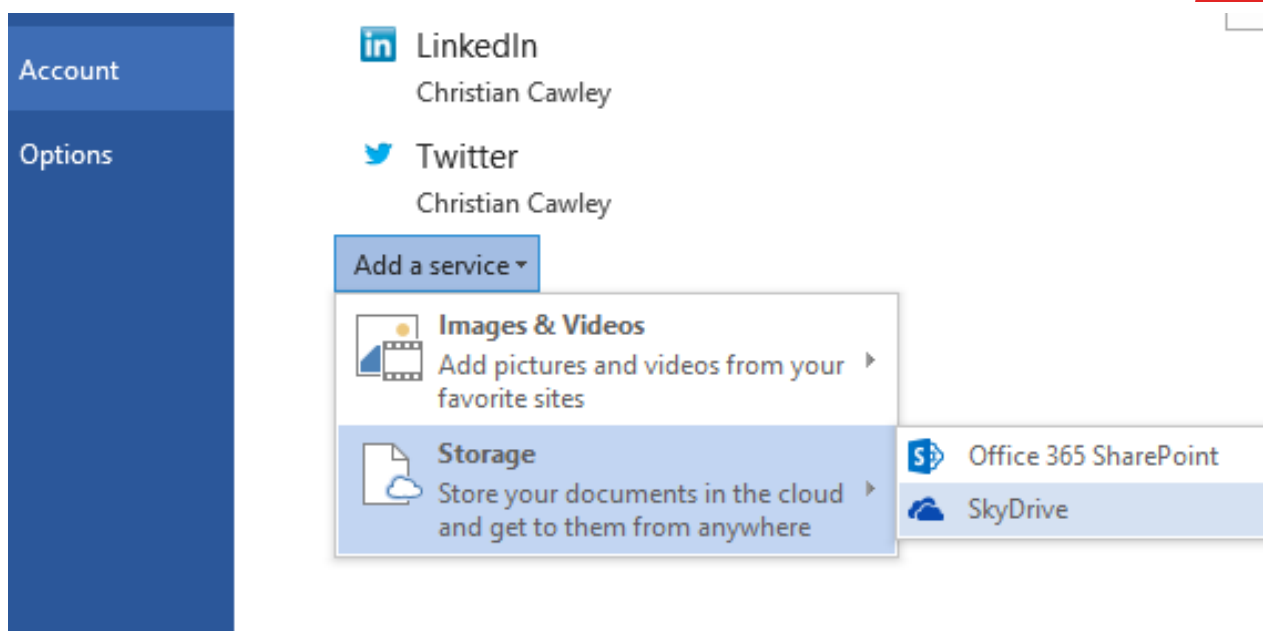 Account
Options
LinkedIn
Christian Cawley
Twitter
Christian Cawley
Add a service
Images & Videos
Add pictures and videos from your
favorite sites
Storage
Store your documents in the cloud
and get to them from anywhere
Office 365 SharePoint
SkyDrive